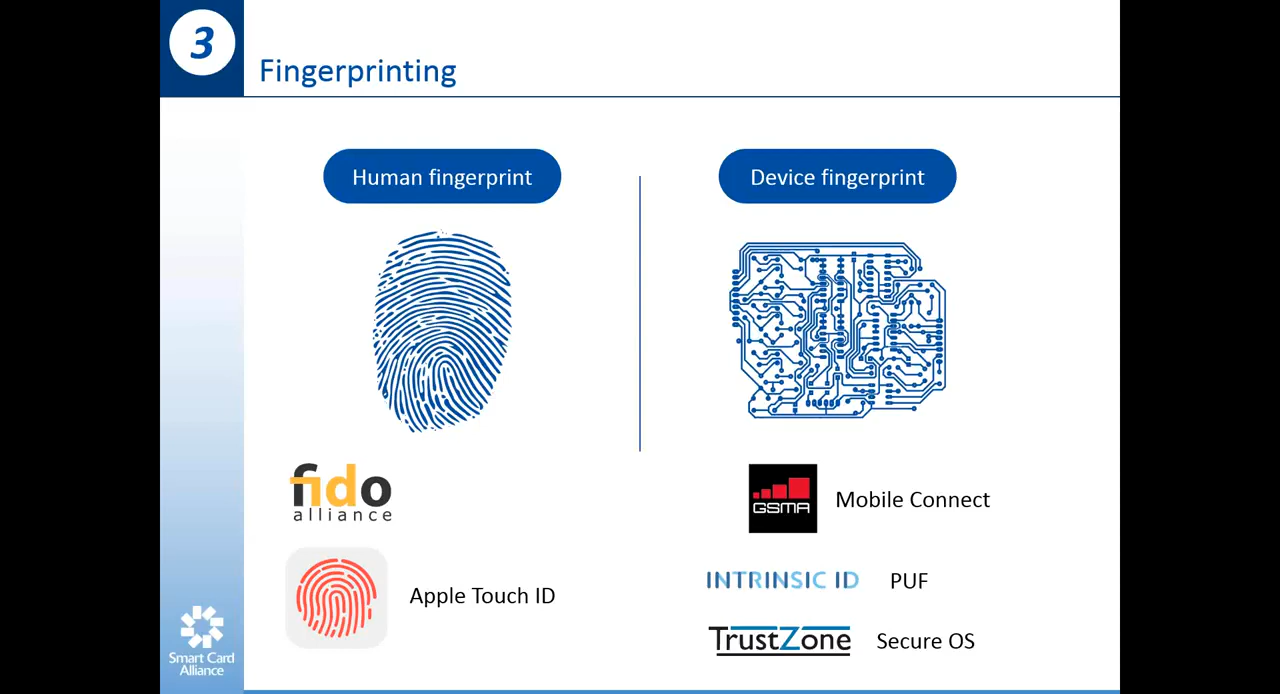 3
Fingerprinting
Human fingerprint
Device fingerprint
fido
alliance
Apple Touch ID
GSMA
Mobile Connect
INTRINSIC ID
PUF
TrustZone
Secure OS
Smart Card
Alliance